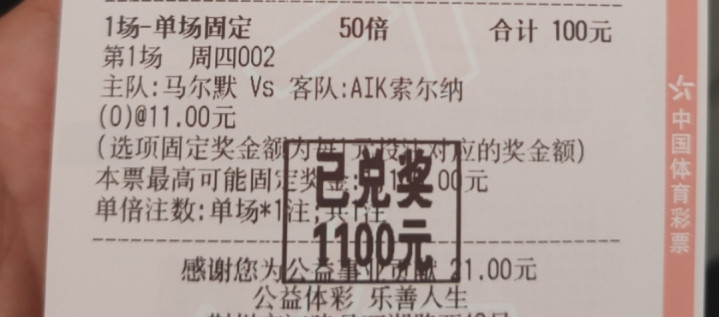 1场-单场固定 50倍 合计 100元
第1场 周四002
主队:马尔默 Vs 客队:AIK索尔纳
(0)@11.00元
(选项固定奖金额为每1元投注对应的奖金额)
本票最高可能固定奖金: 00元
单倍注数:单场*1注;共1注
已兑奖
1100元
感谢您为公益事业贡献 21.00元
公益体彩 乐善人生
中国体育彩票